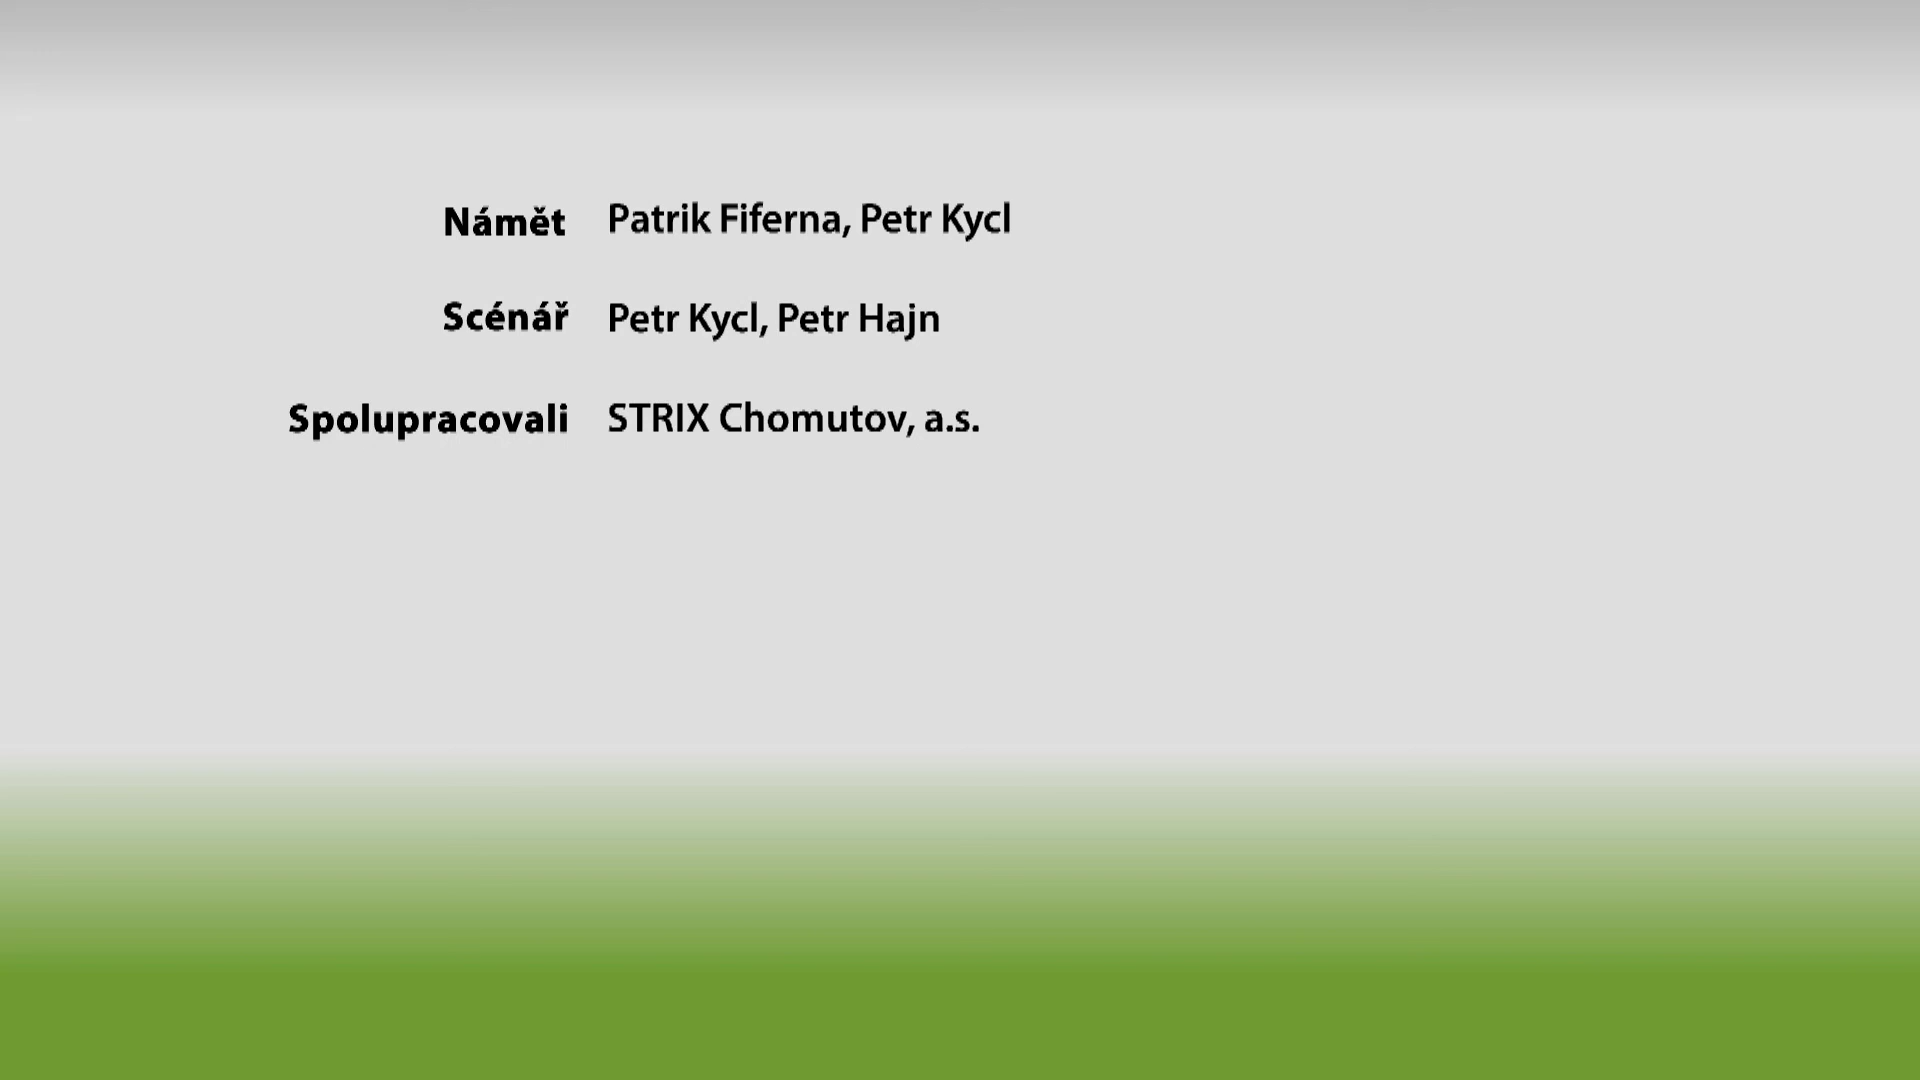 Námět Patrik Fiferna, Petr Kycl
Scénář Petr Kycl, Petr Hajn
Spolupracovali STRIX Chomutov, a.s.